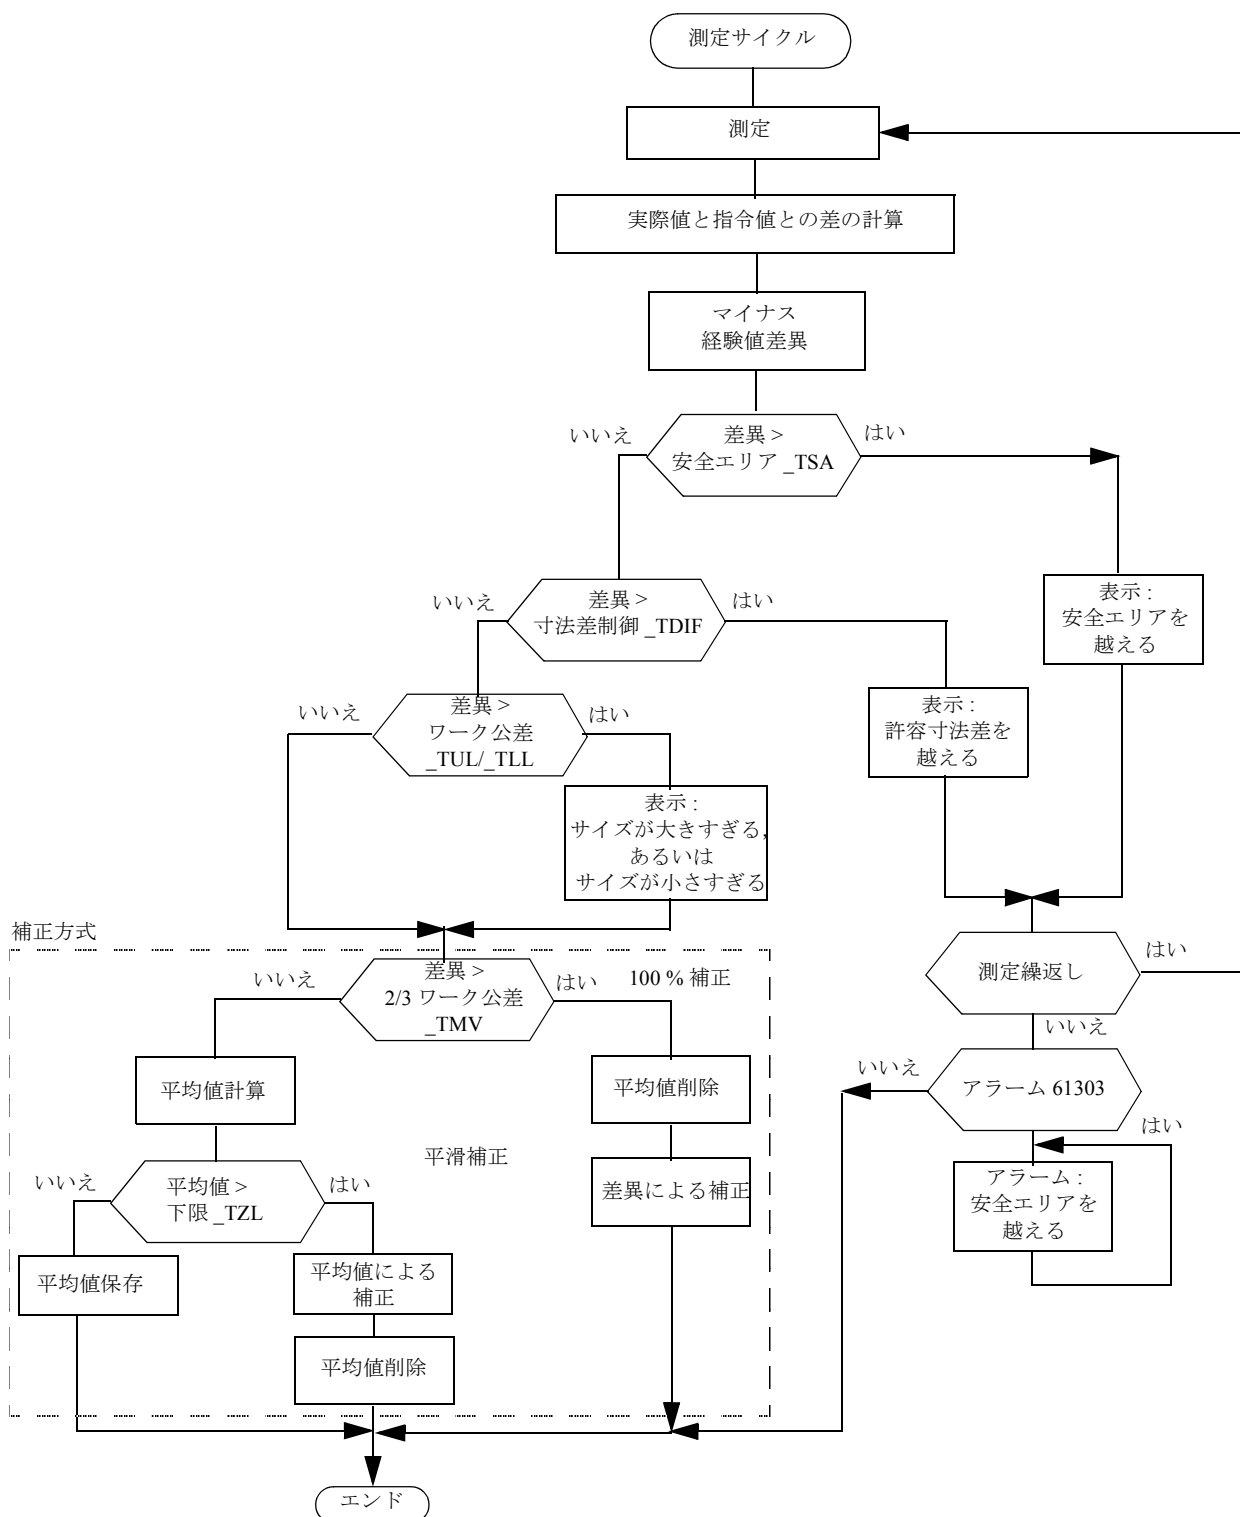 測定サイクル
測定
実際値と指令値との差の計算
マイナス
経験値差異
いいえ
差異 >
安全エリア _TSA
はい
いいえ
差異 >
寸法差制御 _TDIF
はい
表示 :
安全エリアを
越える
いいえ
差異 >
ワーク公差
_TUL/_TLL
はい
表示 :
許容寸法差を
越える
表示 :
サイズが大きすぎる,
あるいは
サイズが小さすぎる
補正方式
いいえ
差異 >
2/3 ワーク公差
_TMV
はい
100 % 補正
測定繰返し
はい
いいえ
平均値計算
平均値削除
いいえ
アラーム 61303
はい
平滑補正
いいえ
平均値 >
下限 _TZL
はい
差異による補正
アラーム :
安全エリアを
越える
平均値保存
平均値による
補正
平均値削除
エンド